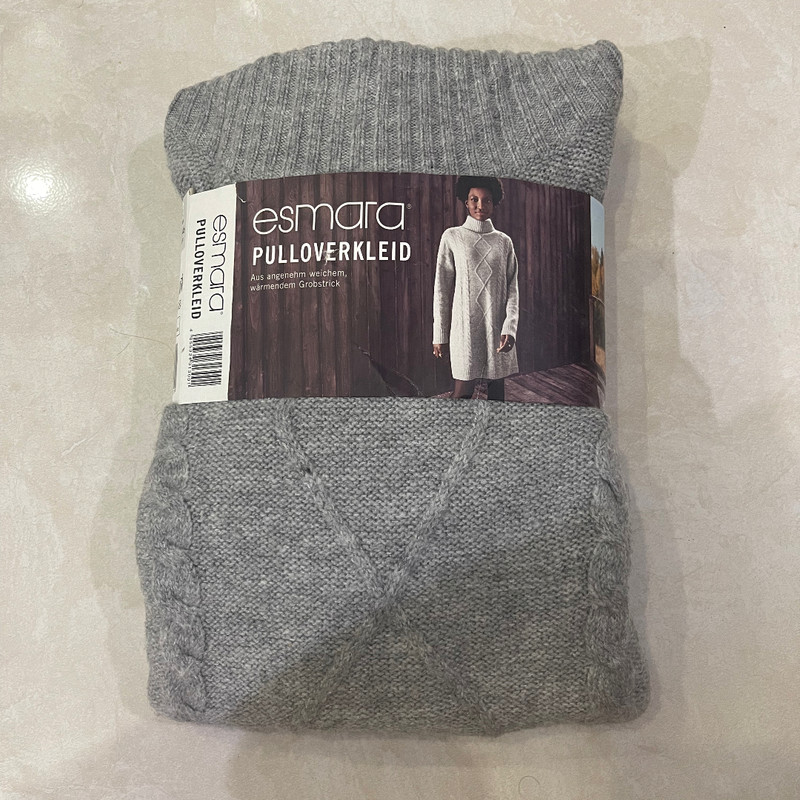 esmara®
PULLOVERKLEID
Aus angenehm weichem,
wärmendem Grobstrick
esmara®
PULLOVERKLEID